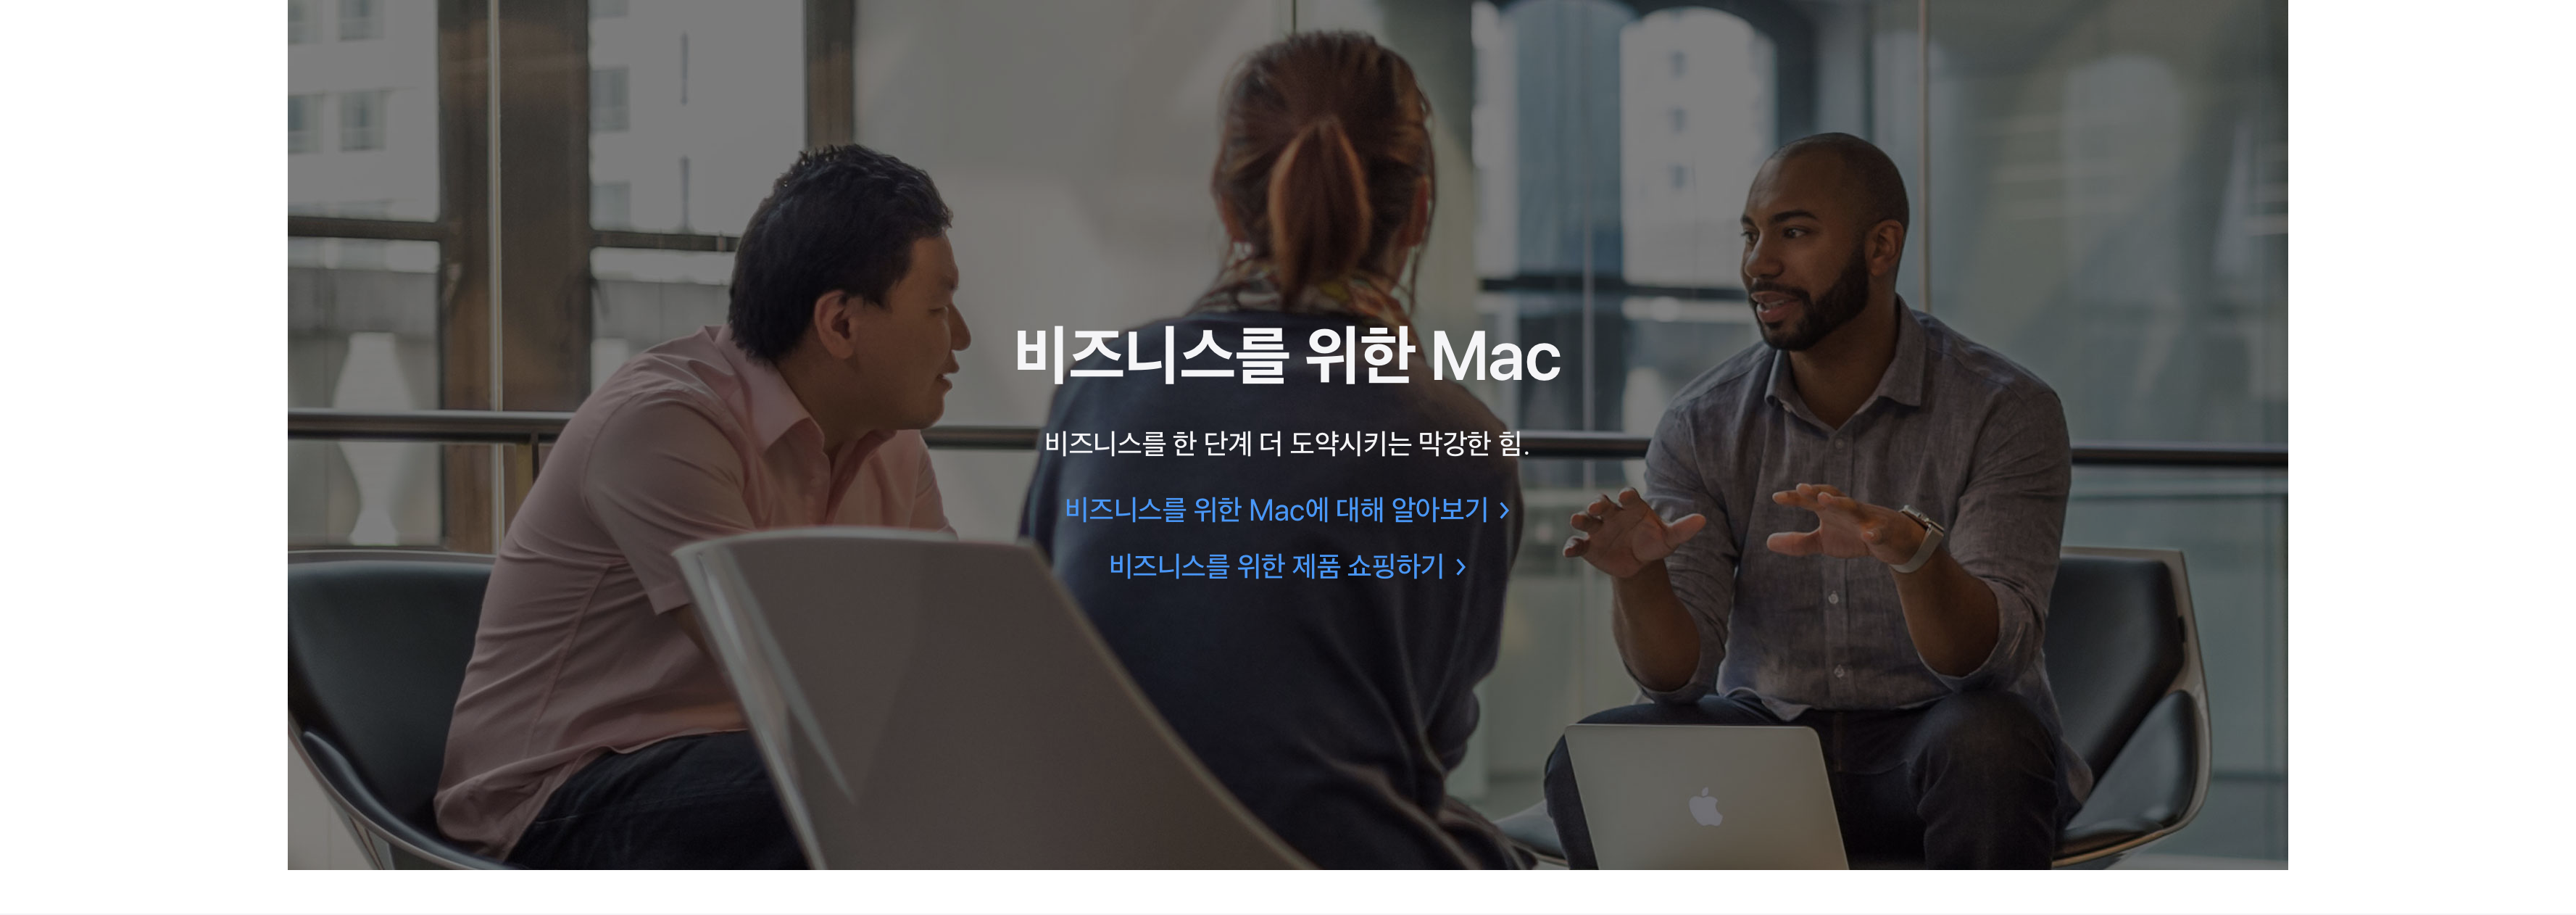 비즈니스를 위한 Mac
비즈니스를 한 단계 더 도약시키는 막강한 힘.
비즈니스를 위한 Mac에 대해 알아보기 >
비즈니스를 위한 제품 쇼핑하기 >